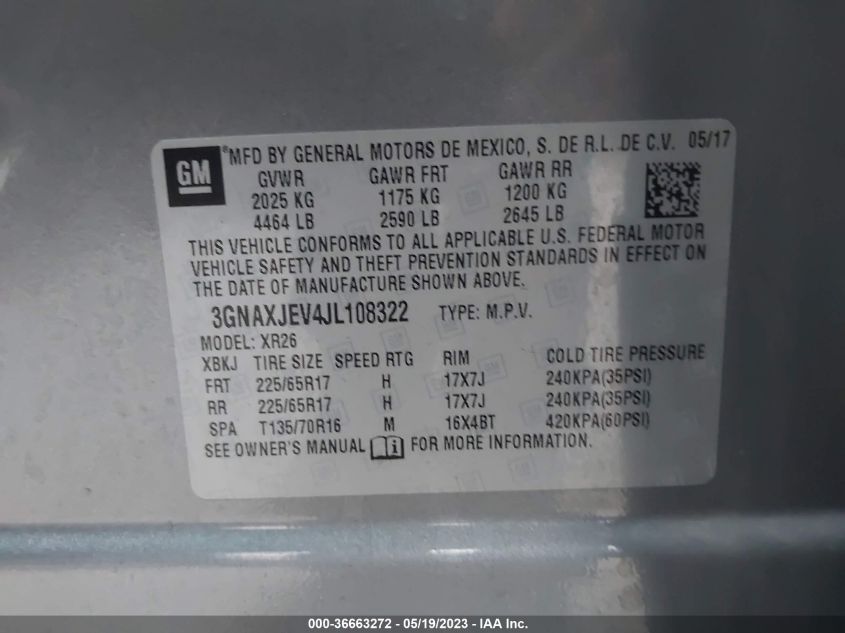 GM
®MFD BY GENERAL MOTORS DE MEXICO, S. DE R.L. DE C.V. 05/17
GVWR GAWR FRT GAWR RR
2025 KG 1175 KG 1200 KG
4464 LB 2590 LB 2645 LB
THIS VEHICLE CONFORMS TO ALL APPLICABLE U.S. FEDERAL MOTOR
VEHICLE SAFETY AND THEFT PREVENTION STANDARDS IN EFFECT ON
THE DATE OF MANUFACTURE SHOWN ABOVE.
3GNAXJEV4JL108322 TYPE: M.P.V.
MODEL: XR26
XBKJ TIRE SIZE SPEED RTG RIM COLD TIRE PRESSURE
FRT 225/65R17 H 17X7J 240KPA(35PSI)
RR 225/65R17 H 17X7J 240KPA(35PSI)
SPA T135/70R16 M 16X4BT 420KPA(60PSI)
SEE OWNER'S MANUAL FOR MORE INFORMATION.
000-36663272 - 05/19/2023 - IAA Inc.